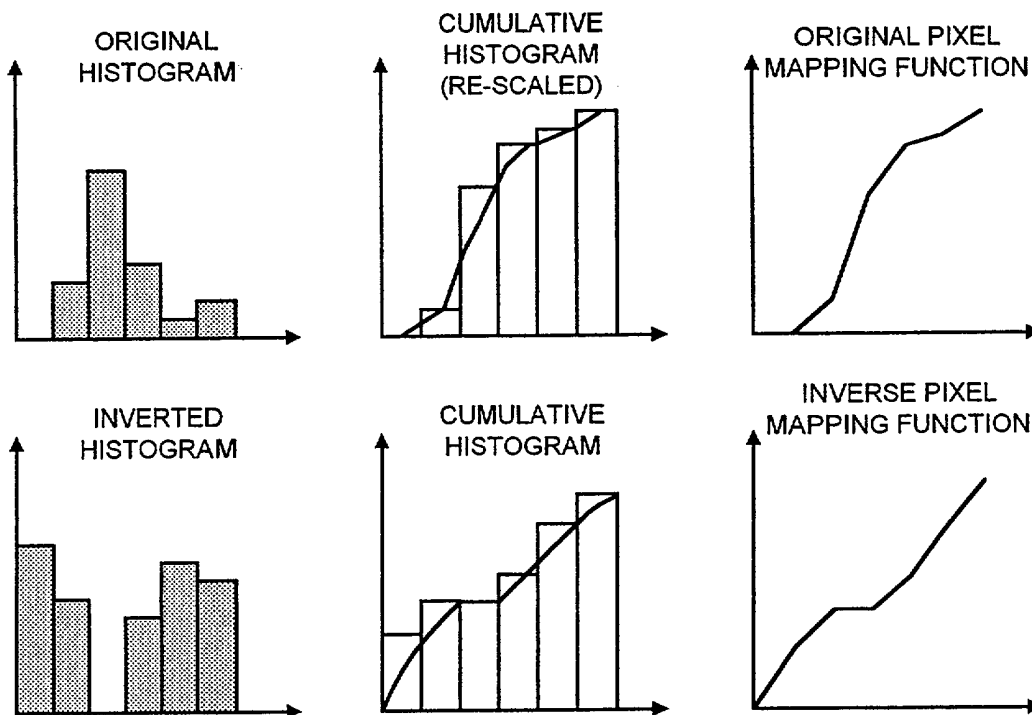 ORIGINAL
HISTOGRAM
CUMULATIVE
HISTOGRAM
(RE-SCALED)
ORIGINAL PIXEL
MAPPING FUNCTION
INVERTED
HISTOGRAM
CUMULATIVE
HISTOGRAM
INVERSE PIXEL
MAPPING FUNCTION